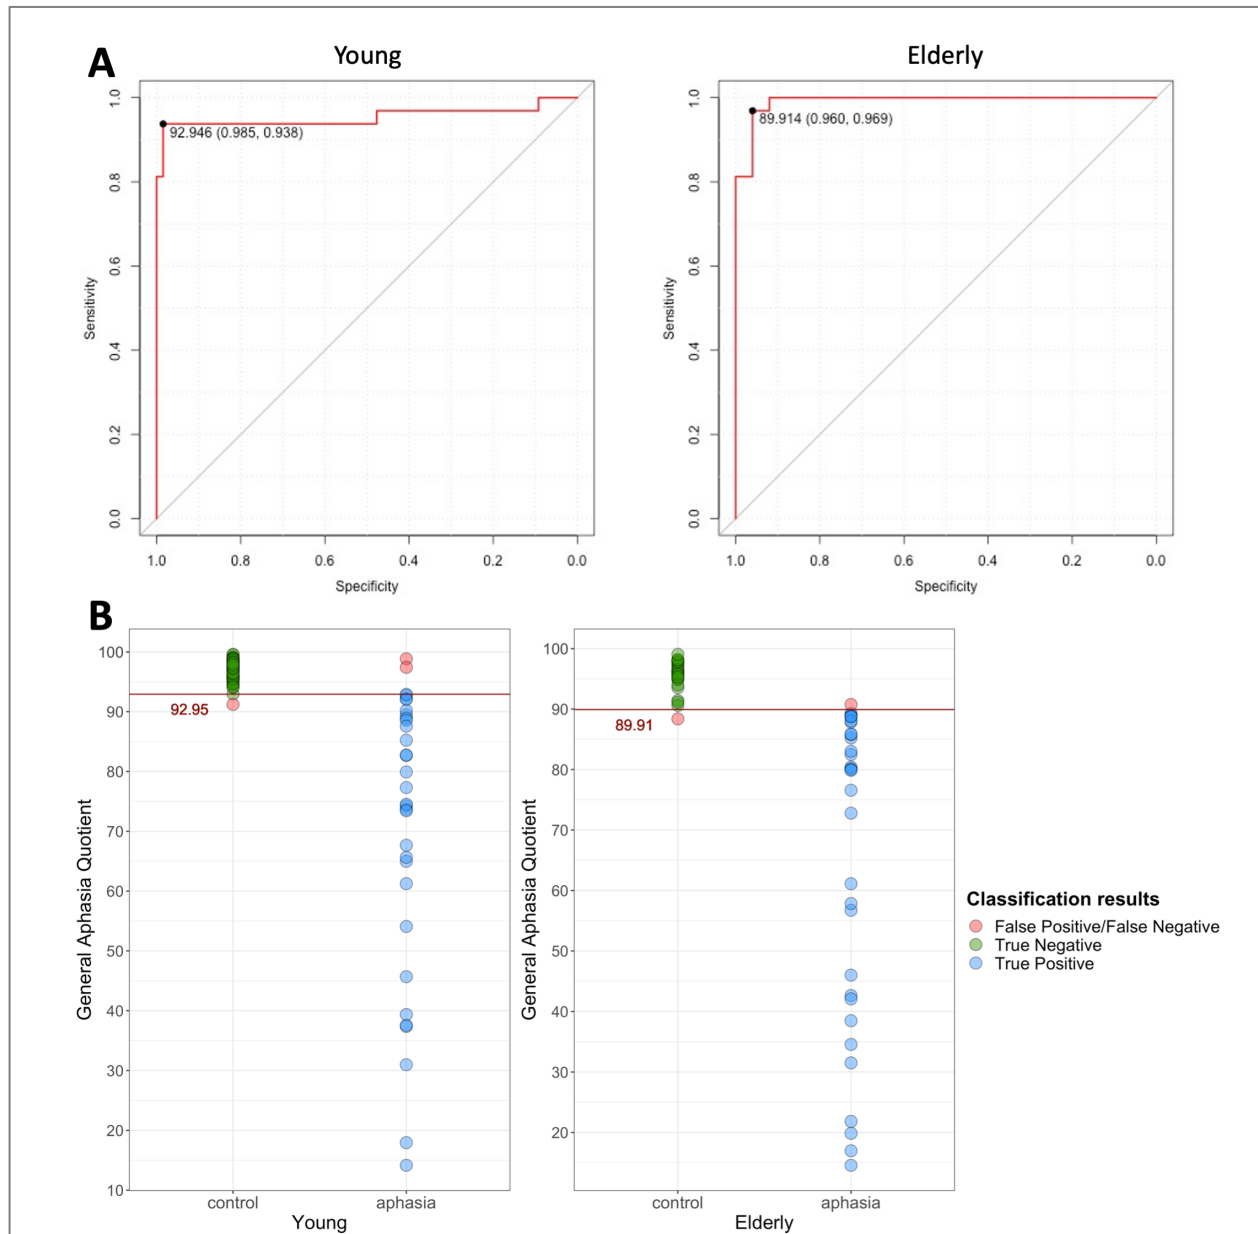 A
Young
Elderly
1.0
0.8
0.6
0.4
0.2
0.0
Sensitivity
92.946 (0.985, 0.938)
1.0 0.8 0.6 0.4 0.2 0.0
Specificity
1.0
0.8
0.6
0.4
0.2
0.0
Sensitivity
89.914 (0.960, 0.969)
1.0 0.8 0.6 0.4 0.2 0.0
Specificity
B
100
90
80
70
60
50
40
30
20
10
General Aphasia Quotient
92.95
control aphasia
Young
100
90
80
70
60
50
40
30
20
General Aphasia Quotient
89.91
control aphasia
Elderly
Classification results
False Positive/False Negative
True Negative
True Positive